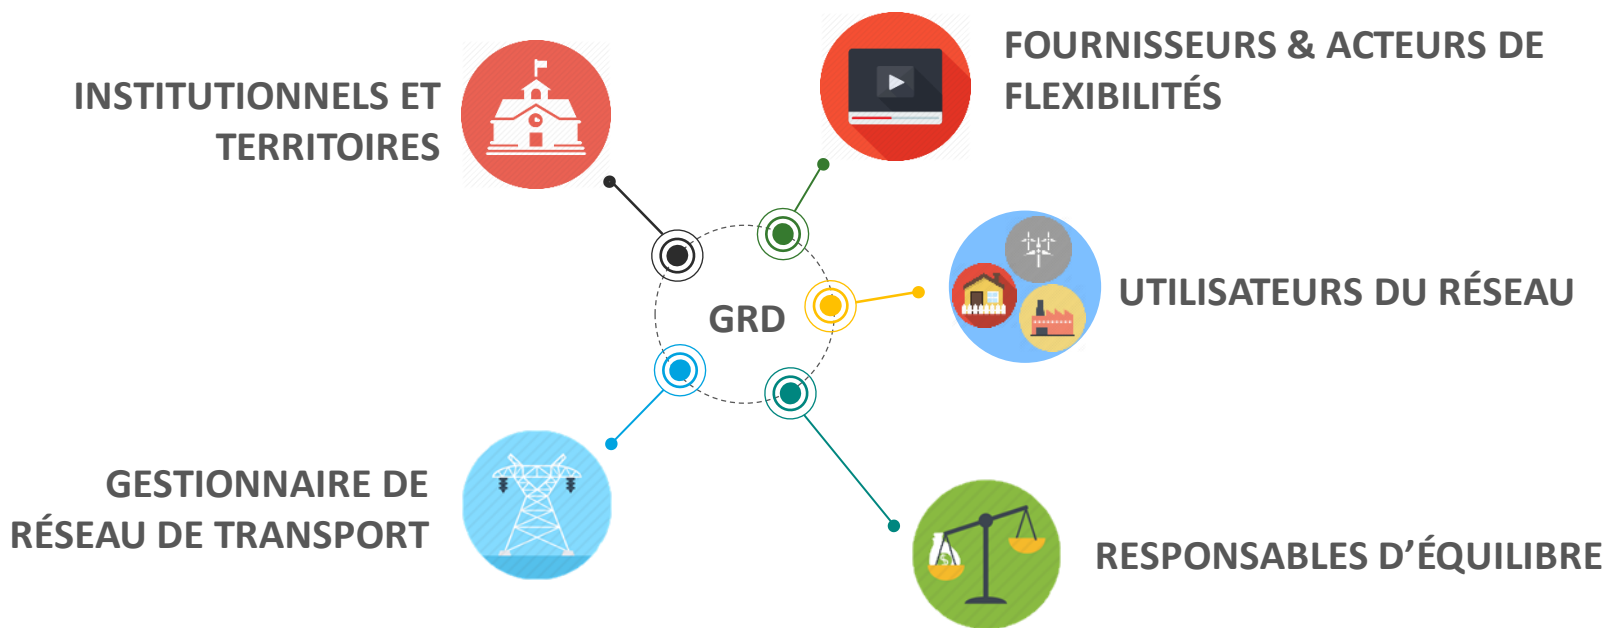 INSTITUTIONNELS ET
TERRITOIRES
FOURNISSEURS & ACTEURS DE
FLEXIBILITÉS
GRD
UTILISATEURS DU RÉSEAU
GESTIONNAIRE DE
RÉSEAU DE TRANSPORT
RESPONSABLES D’ÉQUILIBRE